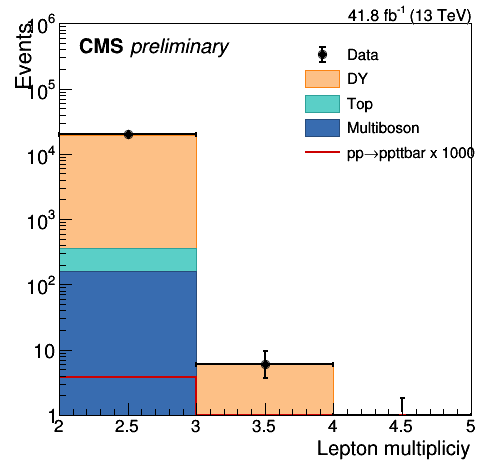 41.8 fb⁻¹ (13 TeV)
CMS preliminary
Events
Data
DY
Top
Multiboson
pp→ppttbar x 1000
10⁶
10⁵
10⁴
10³
10²
10
1
2 2.5 3 3.5 4 4.5 5
Lepton multipliciy